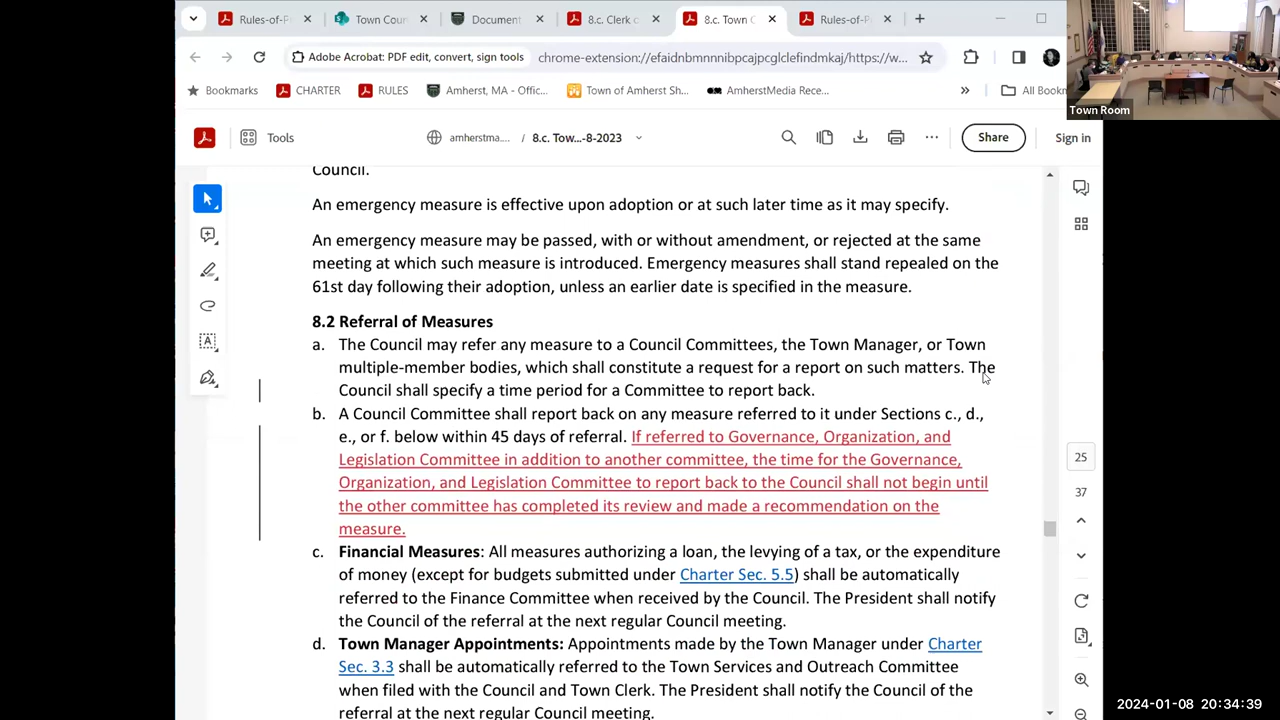 Rules-of-P
Town Coun
Document
8.c. Clerk o
8.c. Town C
Rules-of-P
Adobe Acrobat: PDF edit, convert, sign tools
chrome-extension://efaidnbmnnnibpcajpcglclefindmkaj/https://w...
Bookmarks
CHARTER
RULES
Amherst, MA - Offic...
Town of Amherst Sh...
AmherstMedia Rece...
»
All Bookm
Town Room
Tools
amherstma...
/
8.c. Tow...-8-2023
Share
Sign in
Council.
An emergency measure is effective upon adoption or at such later time as it may specify.
An emergency measure may be passed, with or without amendment, or rejected at the same
meeting at which such measure is introduced. Emergency measures shall stand repealed on the
61st day following their adoption, unless an earlier date is specified in the measure.
8.2 Referral of Measures
a. The Council may refer any measure to a Council Committees, the Town Manager, or Town
multiple-member bodies, which shall constitute a request for a report on such matters. The
Council shall specify a time period for a Committee to report back.
b. A Council Committee shall report back on any measure referred to it under Sections c., d.,
e., or f. below within 45 days of referral. If referred to Governance, Organization, and
Legislation Committee in addition to another committee, the time for the Governance,
Organization, and Legislation Committee to report back to the Council shall not begin until
the other committee has completed its review and made a recommendation on the
measure.
c. Financial Measures: All measures authorizing a loan, the levying of a tax, or the expenditure
of money (except for budgets submitted under Charter Sec. 5.5) shall be automatically
referred to the Finance Committee when received by the Council. The President shall notify
the Council of the referral at the next regular Council meeting.
d. Town Manager Appointments: Appointments made by the Town Manager under Charter
Sec. 3.3 shall be automatically referred to the Town Services and Outreach Committee
when filed with the Council and Town Clerk. The President shall notify the Council of the
referral at the next regular Council meeting.
25
37
2024-01-08 20:34:39